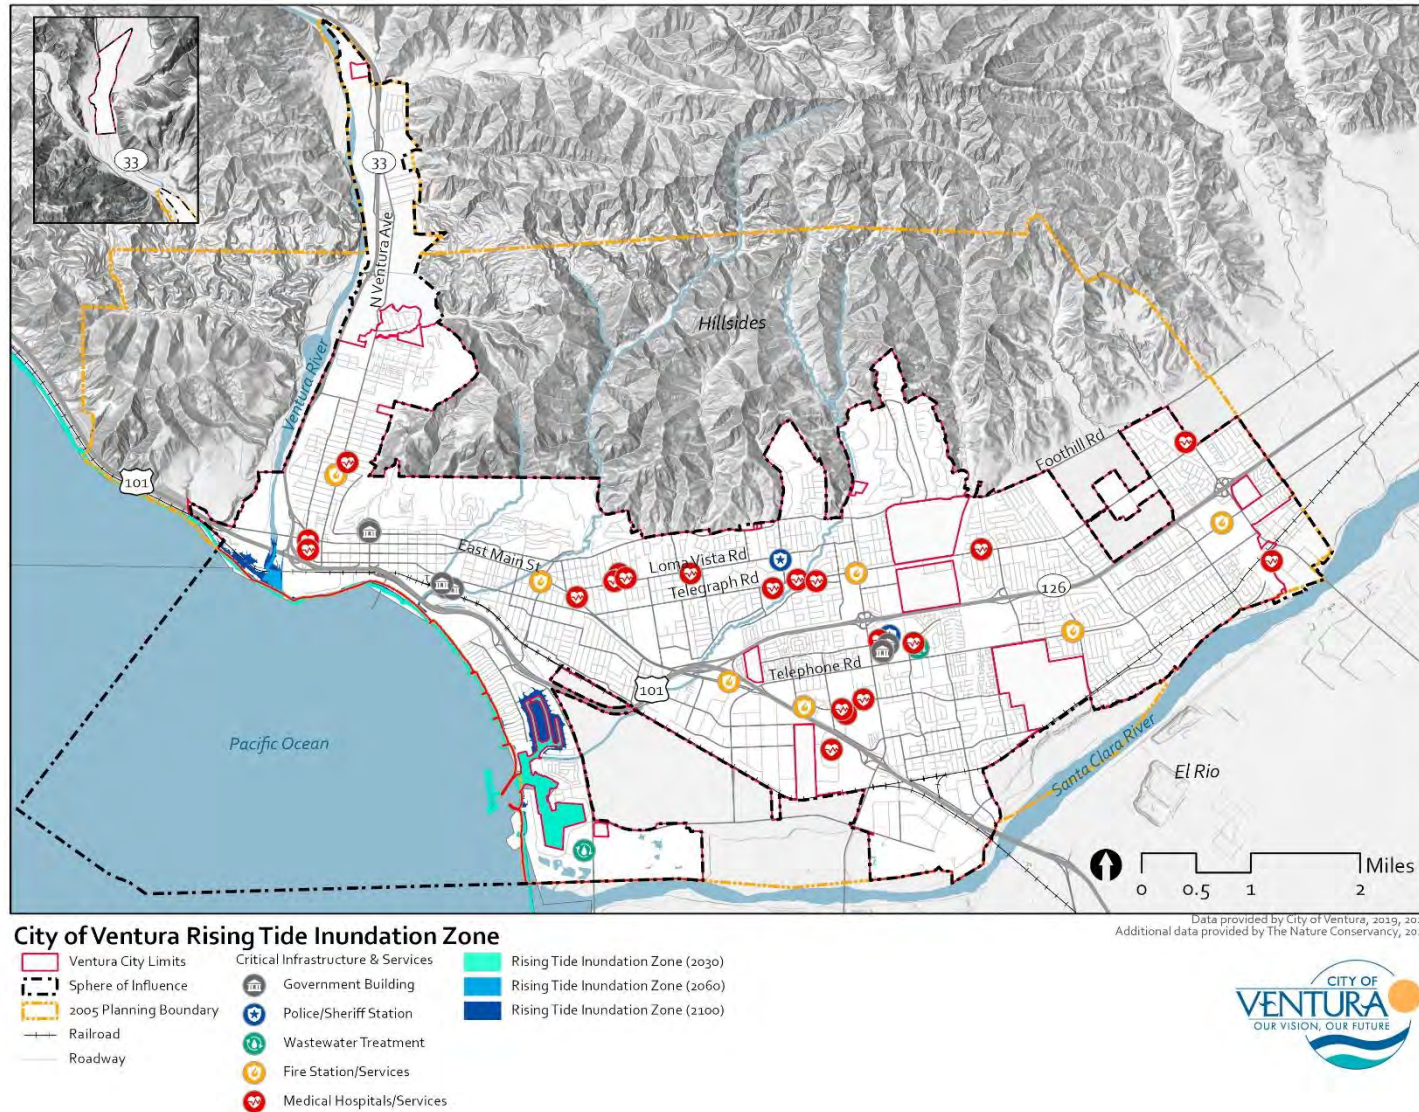 33
33
N Ventura Ave
Hillsides
Ventura River
Foothill Rd
101
East Main St
Loma Vista Rd
Telegraph Rd
126
Telephone Rd
101
Pacific Ocean
Santa Clara River
El Rio
Miles
0 0.5 1 2
Data provided by City of Ventura, 2019,
Additional data provided by The Nature Conservancy,
City of Ventura Rising Tide Inundation Zone
Ventura City Limits
Sphere of Influence
2005 Planning Boundary
Railroad
Roadway
Critical Infrastructure & Services
Government Building
Police/Sheriff Station
Wastewater Treatment
Fire Station/Services
Medical Hospitals/Services
Rising Tide Inundation Zone (2030)
Rising Tide Inundation Zone (2060)
Rising Tide Inundation Zone (2100)
CITY OF
VENTURA
OUR VISION, OUR FUTURE